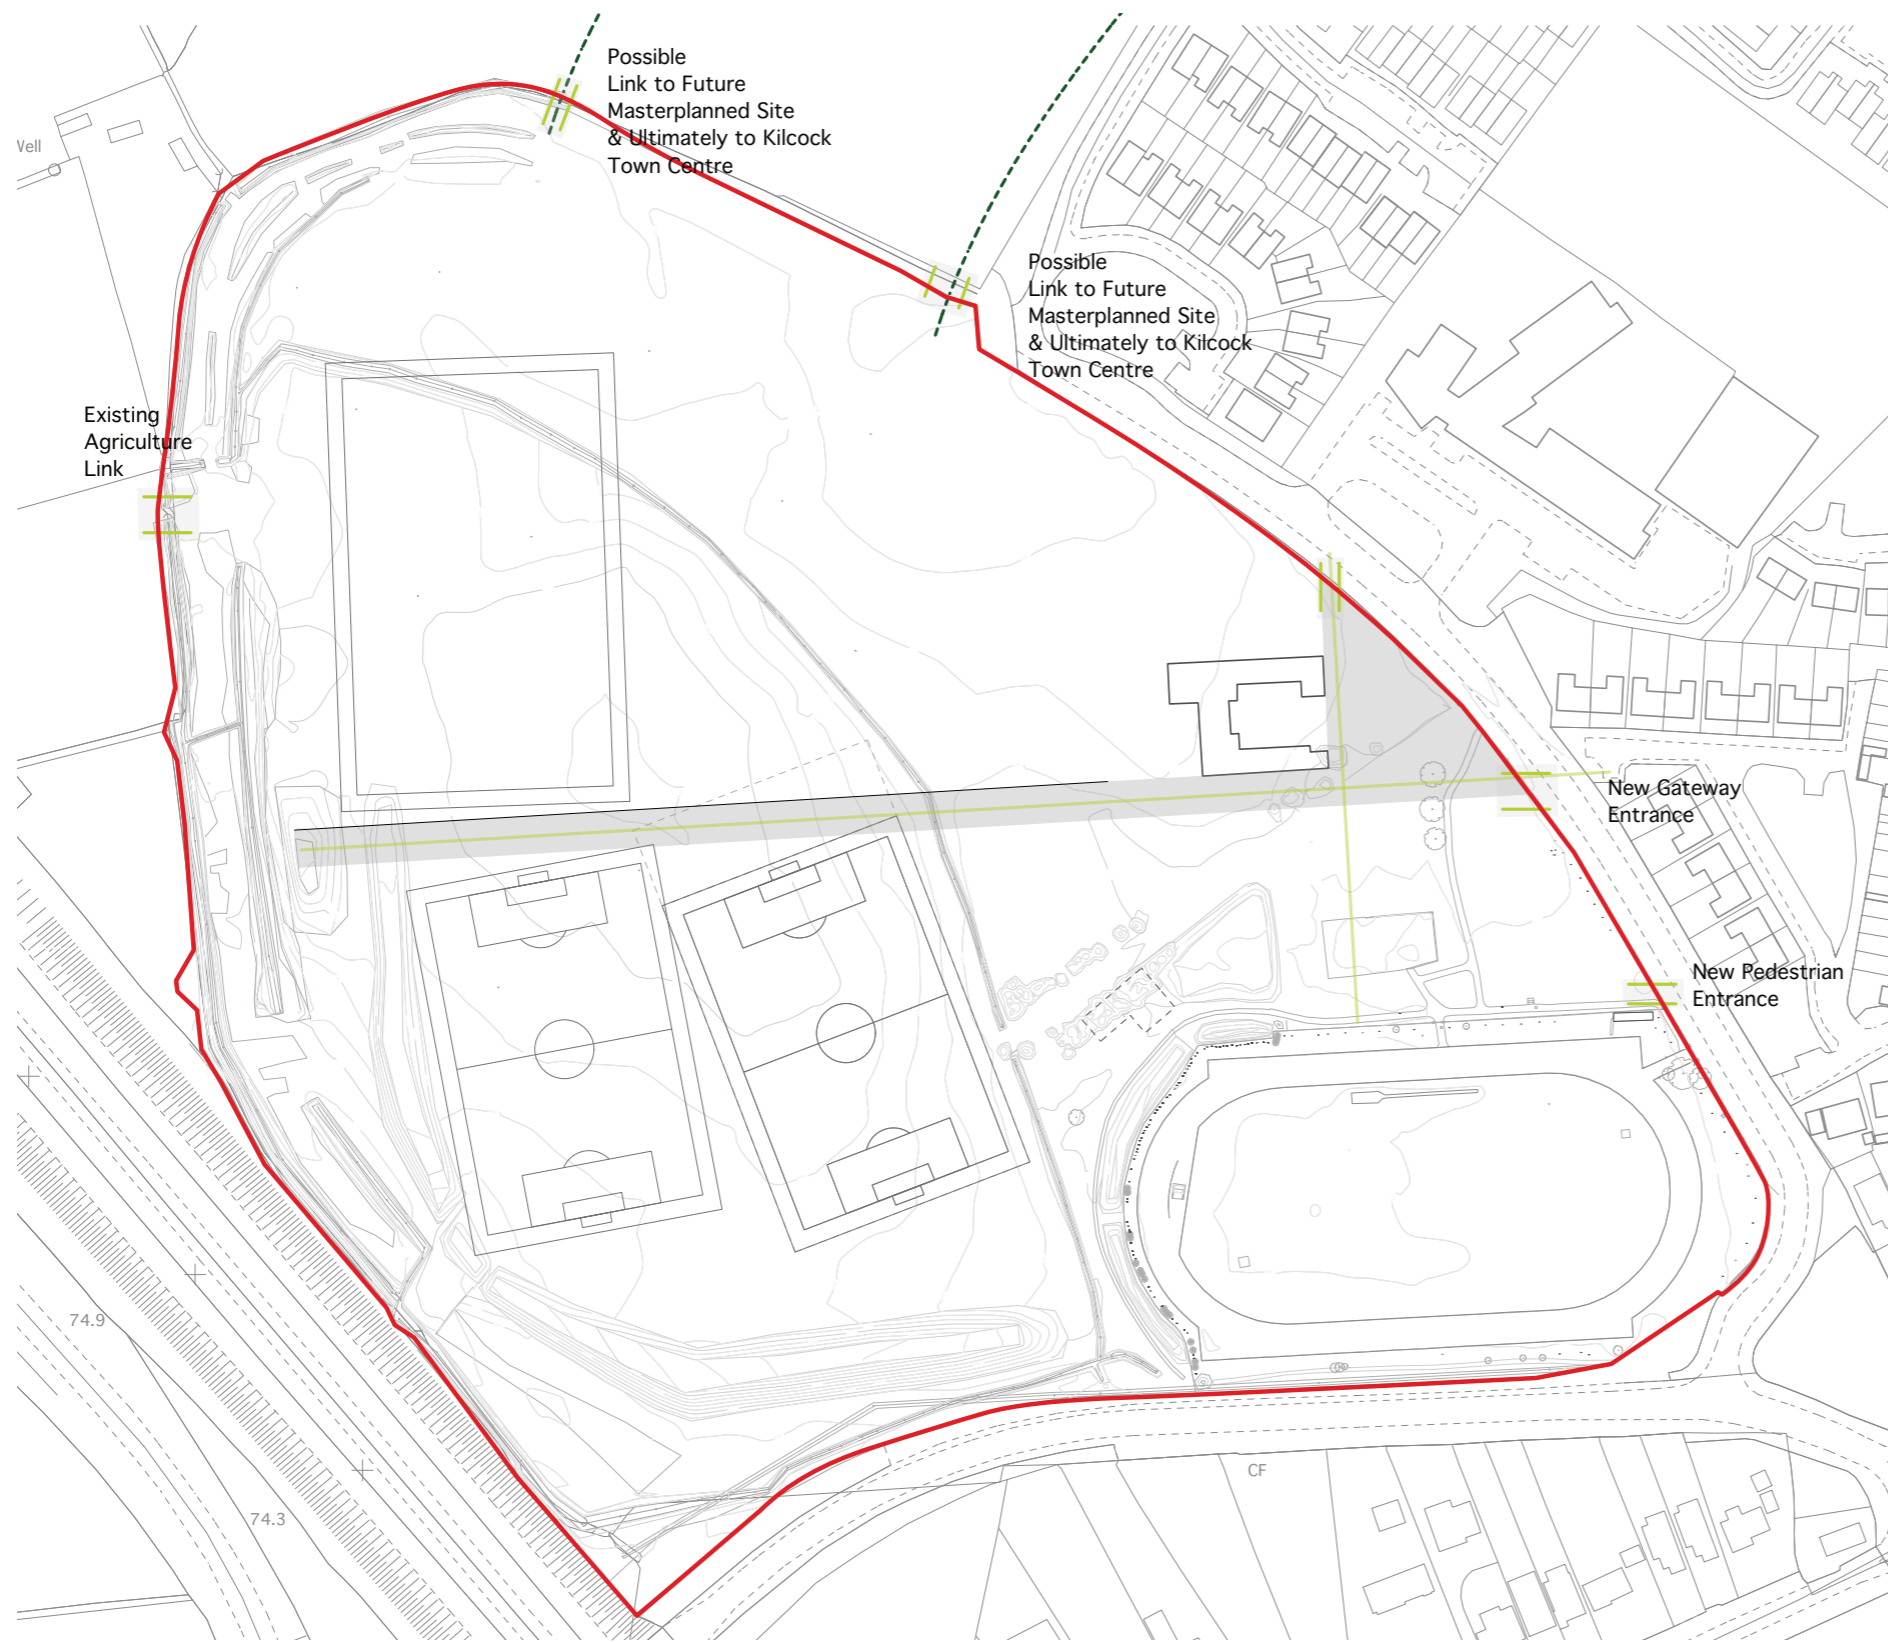 Possible
Link to Future
Masterplanned Site
& Ultimately to Kilcock
Town Centre
Well
Possible
Link to Future
Masterplanned Site
& Ultimately to Kilcock
Town Centre
Existing
Agriculture
Link
New Gateway
Entrance
New Pedestrian
Entrance
74.9
CF
74.3